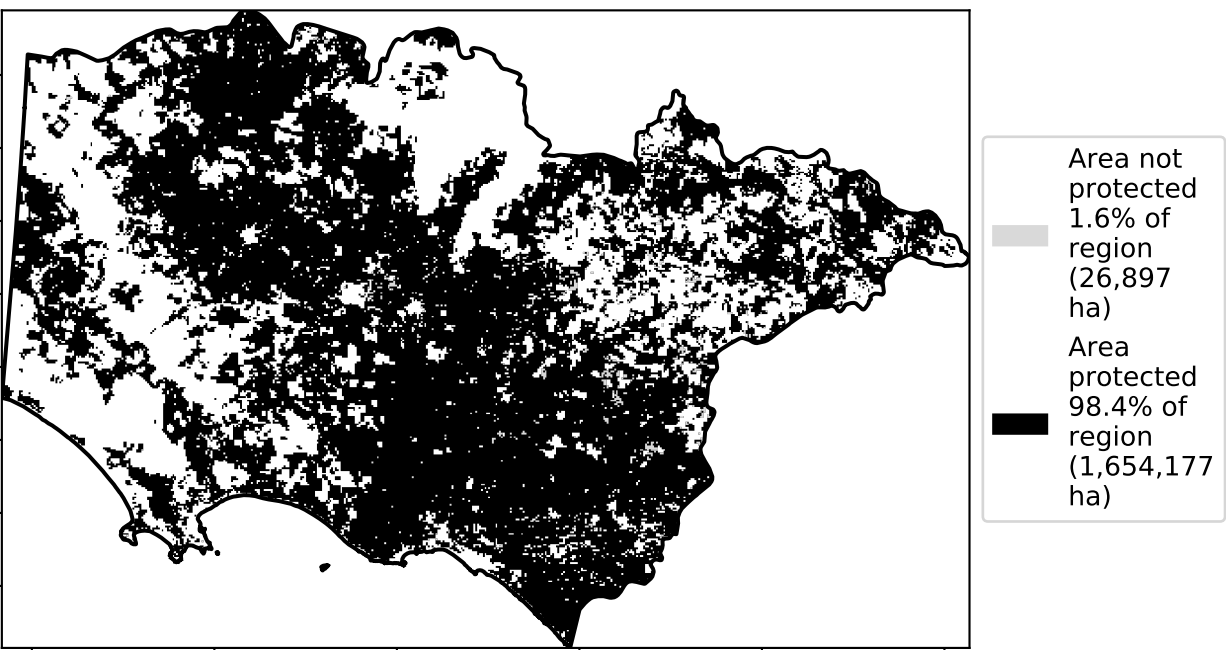 Area not
protected
1.6% of
region
(26,897
ha)
Area
protected
98.4% of
region
(1,654,177
ha)